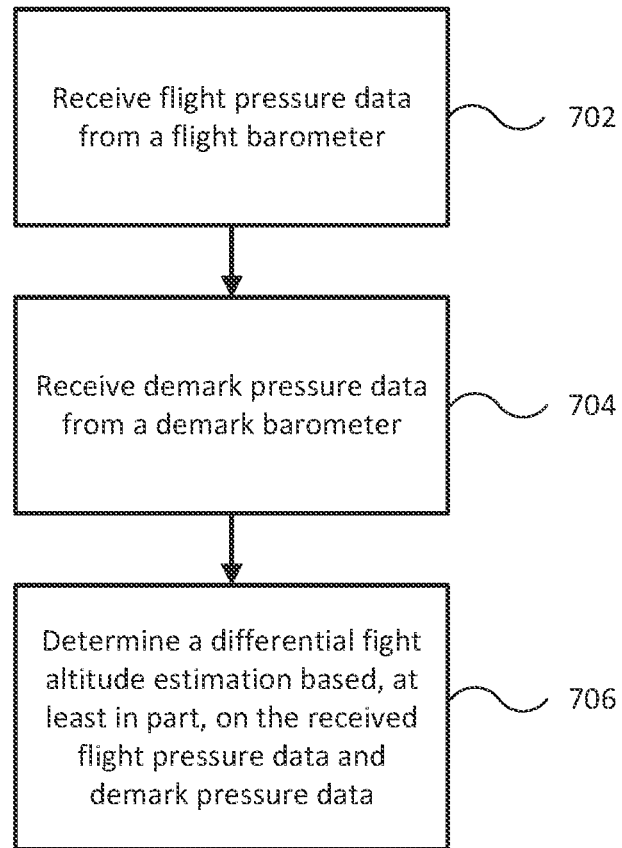 Receive flight pressure data
from a flight barometer
702
Receive demark pressure data
from a demark barometer
704
Determine a differential fight
altitude estimation based, at
least in part, on the received
flight pressure data and
demark pressure data
706